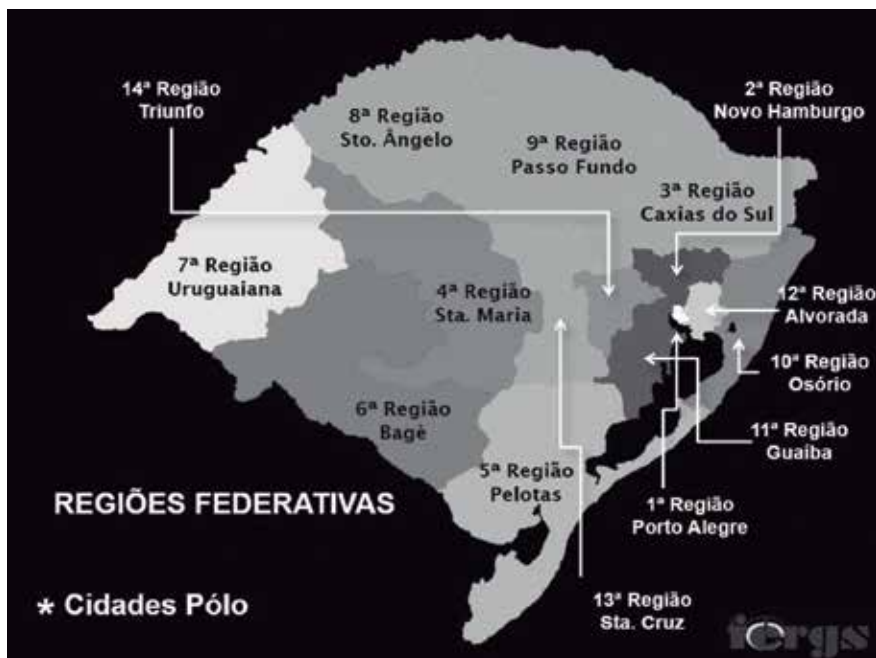 14ª Região
Triunfo
8ª Região
Sto. Ângelo
9ª Região
Passo Fundo
2ª Região
Novo Hamburgo
3ª Região
Caxias do Sul
7ª Região
Uruguaiana
4ª Região
Sta. Maria
12ª Região
Alvorada
10ª Região
Osório
6ª Região
Bagè
11ª Região
Guaíba
5ª Região
Pelotas
1ª Região
Porto Alegre
REGIÕES FEDERATIVAS
* Cidades Pólo
13ª Região
Sta. Cruz
fergs